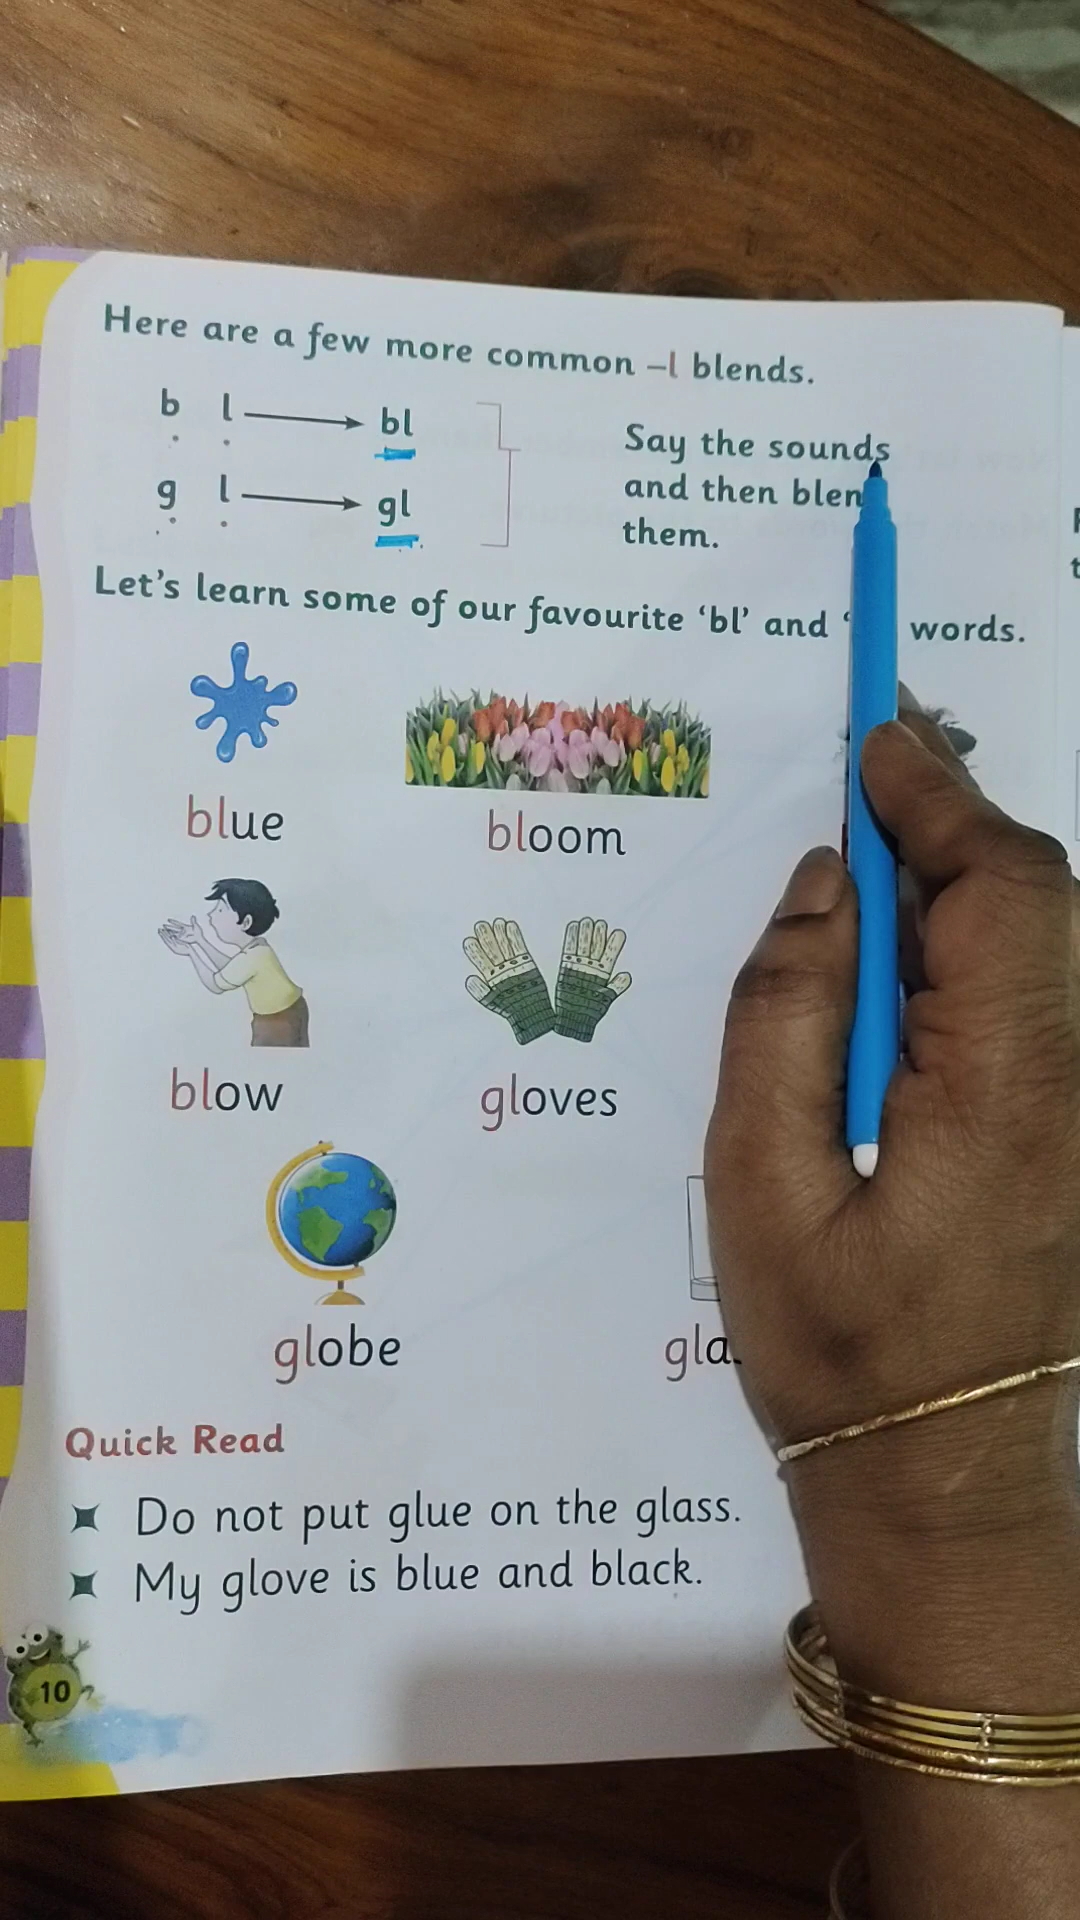 Here are a few more common –l blends.
b l bl
g l gl
Say the sounds
and then
them.
Let's learn some of our favourite 'bl' and words.
blue bloom
blow gloves
globe
Quick Read
Do not put glue on the glass.
My glove is blue and black.
10